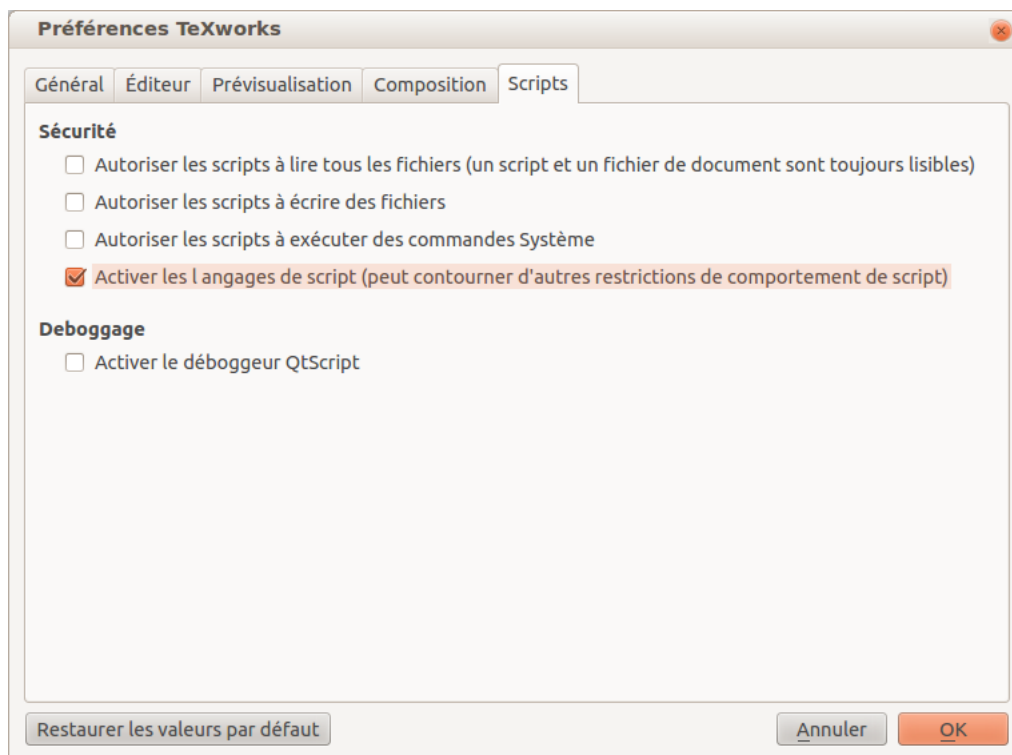 Préférences TeXworks
Général Éditeur Prévisualisation Composition Scripts
Sécurité
Autoriser les scripts à lire tous les fichiers (un script et un fichier de document sont toujours lisibles)
Autoriser les scripts à écrire des fichiers
Autoriser les scripts à exécuter des commandes Système
Activer les l angages de script (peut contourner d'autres restrictions de comportement de script)
Deboggage
Activer le déboggeur QtScript
Restaurer les valeurs par défaut Annuler OK